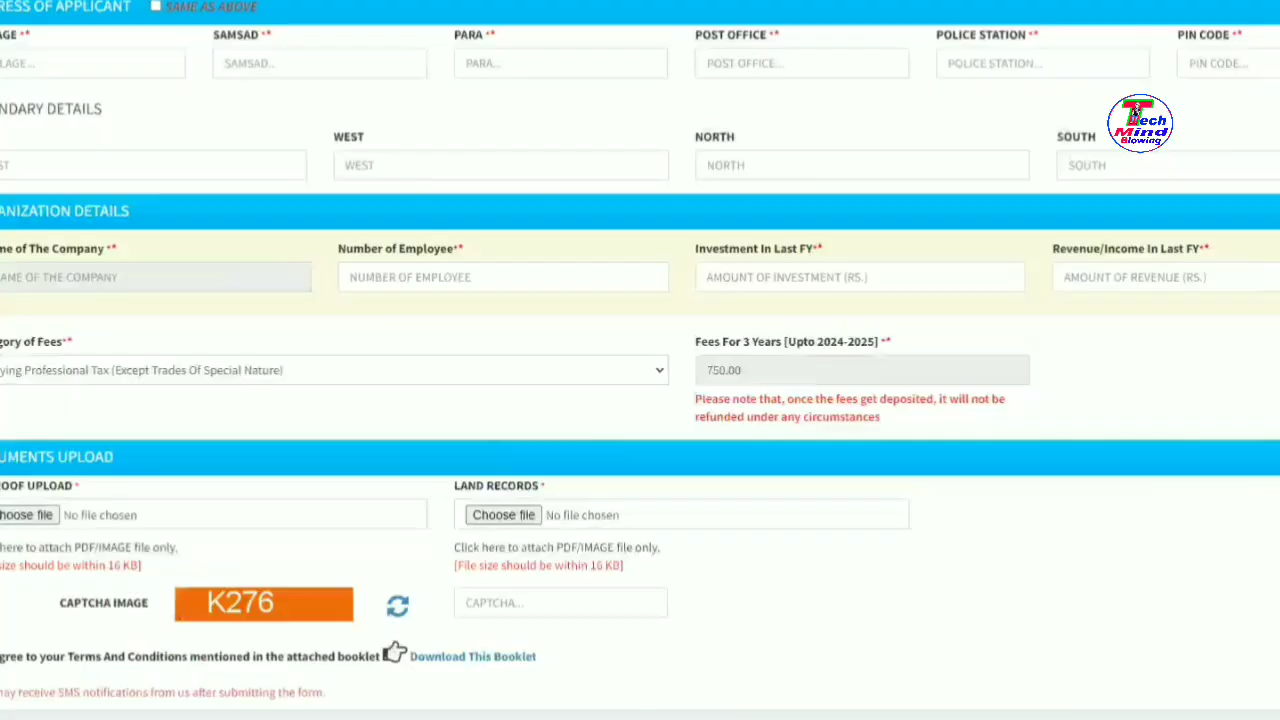 RESS OF APPLICANT SAME AS ABOVE
AGE ** SAMSAD ** PARA ** POST OFFICE ** POLICE STATION ** PIN CODE **
LAGE... SAMSAD... PARA... POST OFFICE... POLICE STATION... PIN CODE...
NDARY DETAILS
WEST NORTH SOUTH
ST WEST NORTH SOUTH
Tech Mind Blowing
ANIZATION DETAILS
me of The Company ** Number of Employee** Investment In Last FY** Revenue/Income In Last FY**
AME OF THE COMPANY NUMBER OF EMPLOYEE AMOUNT OF INVESTMENT (RS.) AMOUNT OF REVENUE (RS.)
gory of Fees** Fees For 3 Years [Upto 2024-2025] **
ying Professional Tax (Except Trades Of Special Nature) 750.00
Please note that, once the fees get deposited, it will not be
refunded under any circumstances
UMENTS UPLOAD
OOF UPLOAD * LAND RECORDS *
hoose file No file chosen Choose file No file chosen
here to attach PDF/IMAGE file only. Click here to attach PDF/IMAGE file only.
size should be within 16 KB] [File size should be within 16 KB]
CAPTCHA IMAGE K276 CAPTCHA...
gree to your Terms And Conditions mentioned in the attached booklet Download This Booklet
may receive SMS notifications from us after submitting the form.